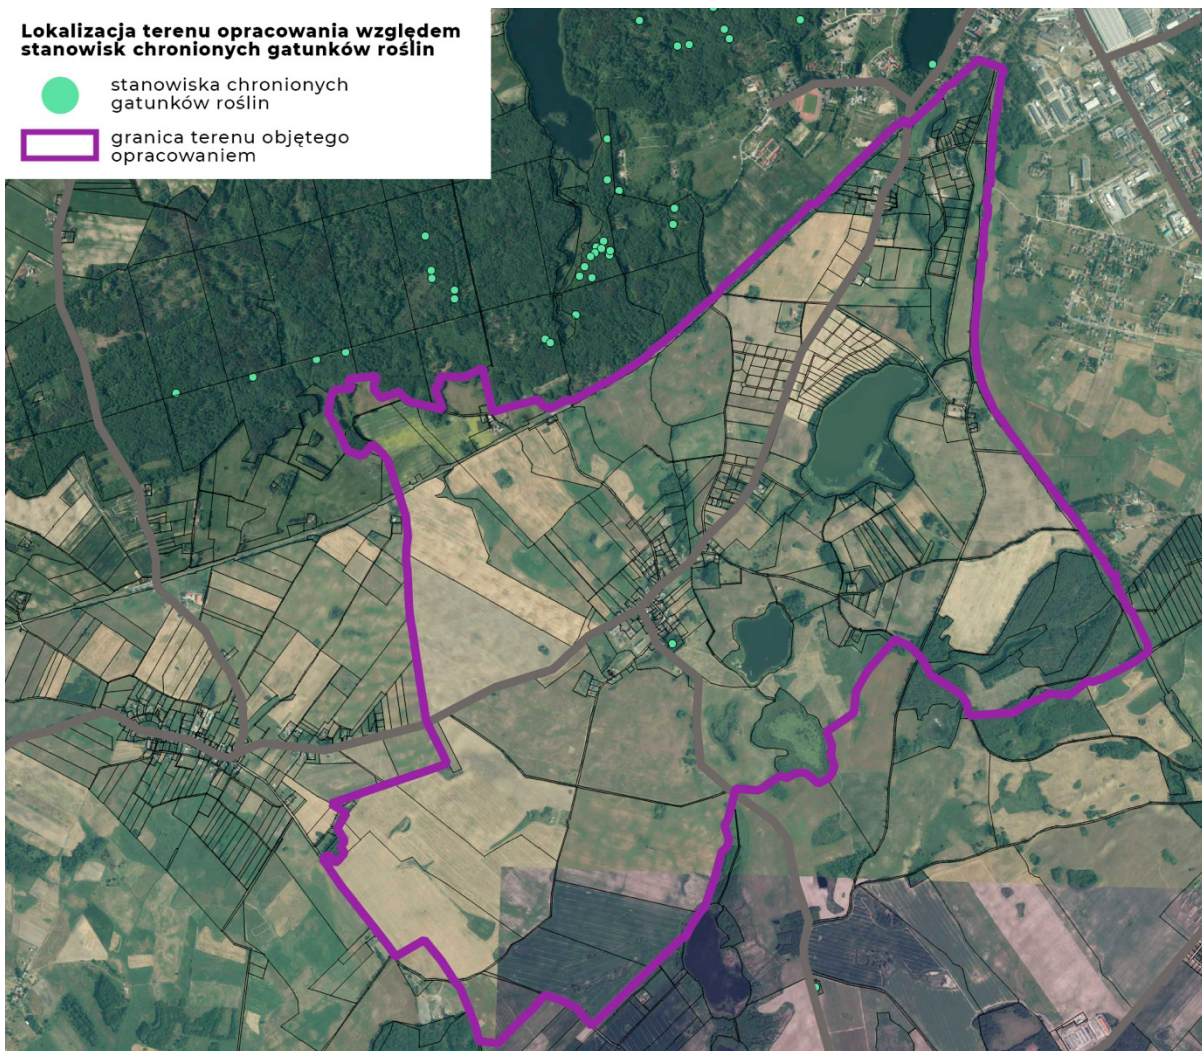 Lokalizacja terenu opracowania względem
stanowisk chronionych gatunków roślin
stanowiska chronionych
gatunków roślin
granica terenu objętego
opracowaniem